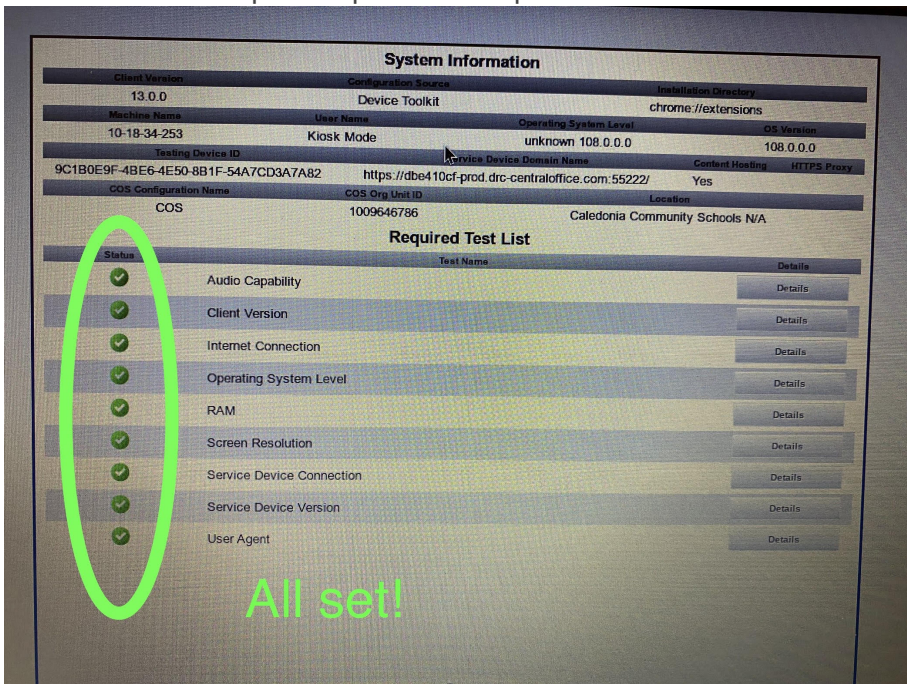 System Information
Client Version Configuration Source Installation Directory
13.0.0 Device Toolkit chrome://extensions
Machine Name User Name Operating System Level OS Version
10-18-34-253 Kiosk Mode unknown 108.0.0.0 108.0.0.0
Testing Device ID Service Device Domain Name Content Hosting HTTPS Proxy
9C1B0E9F-4BE6-4E50-8B1F-54A7CD3A7A82 https://dbe410cf-prod.drc-centraloffice.com:55222/ Yes
COS Configuration Name COS Org Unit ID Location
COS 1009646786 Caledonia Community Schools N/A
Required Test List
Status Test Name Details
Audio Capability Details
Client Version Details
Internet Connection Details
Operating System Level Details
RAM Details
Screen Resolution Details
Service Device Connection Details
Service Device Version Details
User Agent Details
All set!